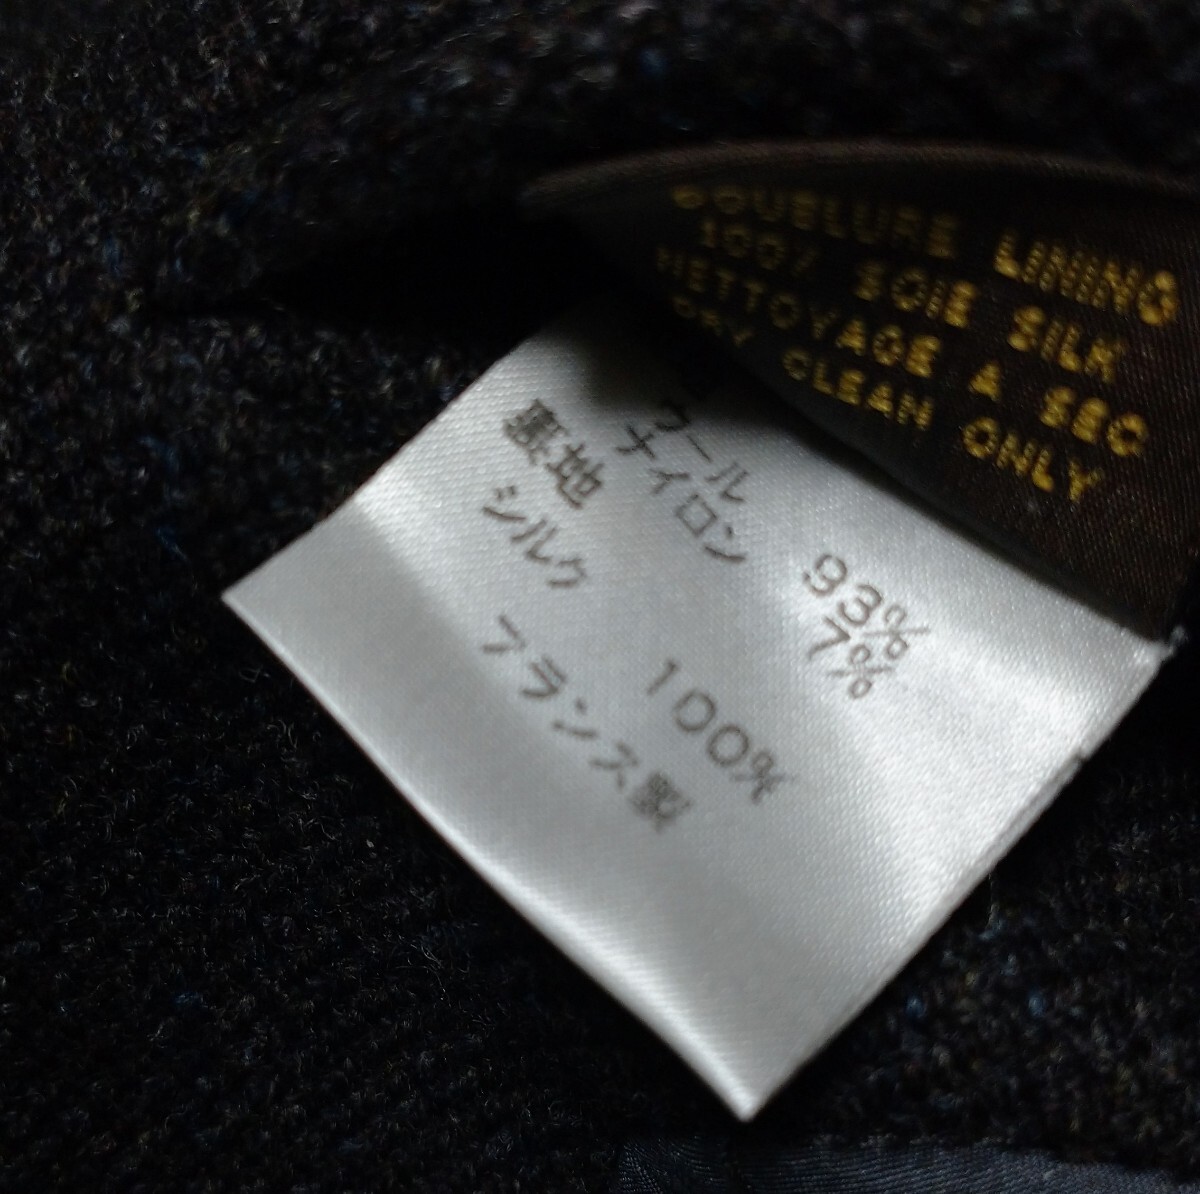 DOUBLURE LINING
100% SOIE SILK
NETTOYAGE A SEC
DRY CLEAN ONLY
ウール 93%
ナイロン 7%
裏地
シルク 100%
フランス製